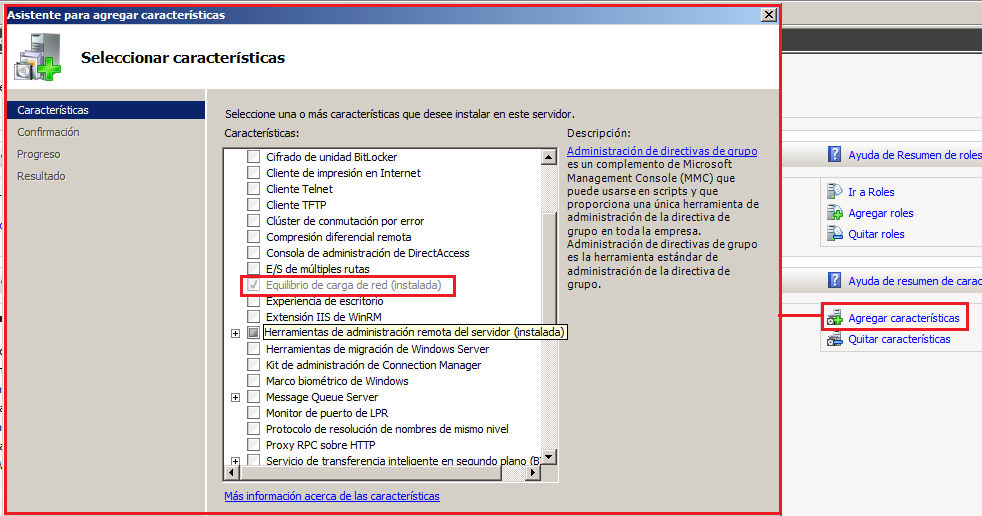 Asistente para agregar características
Seleccionar características
Características
Confirmación
Progreso
Resultado
Seleccione una o más características que desee instalar en este servidor.
Características:
Cifrado de unidad BitLocker
Cliente de impresión en Internet
Cliente Telnet
Cliente TFTP
Clúster de conmutación por error
Compresión diferencial remota
Consola de administración de DirectAccess
E/S de múltiples rutas
Equilibrio de carga de red (instalada)
Experiencia de escritorio
Extensión IIS de WinRM
Herramientas de administración remota del servidor (instalada)
Herramientas de migración de Windows Server
Kit de administración de Connection Manager
Marco biométrico de Windows
Message Queue Server
Monitor de puerto de LPR
Protocolo de resolución de nombres de mismo nivel
Proxy RPC sobre HTTP
Servicio de transferencia inteligente en segundo plano (B
Más información acerca de las características
Descripción:
Administración de directivas de grupo
es un complemento de Microsoft
Management Console (MMC) que
puede usarse en scripts y que
proporciona una única herramienta de
administración de la directiva de
grupo en toda la empresa.
Administración de directivas de grupo
es la herramienta estándar de
administración de la directiva de
grupo.
Ayuda de Resumen de roles
Ir a Roles
Agregar roles
Quitar roles
Ayuda de resumen de carac
Agregar características
Quitar características